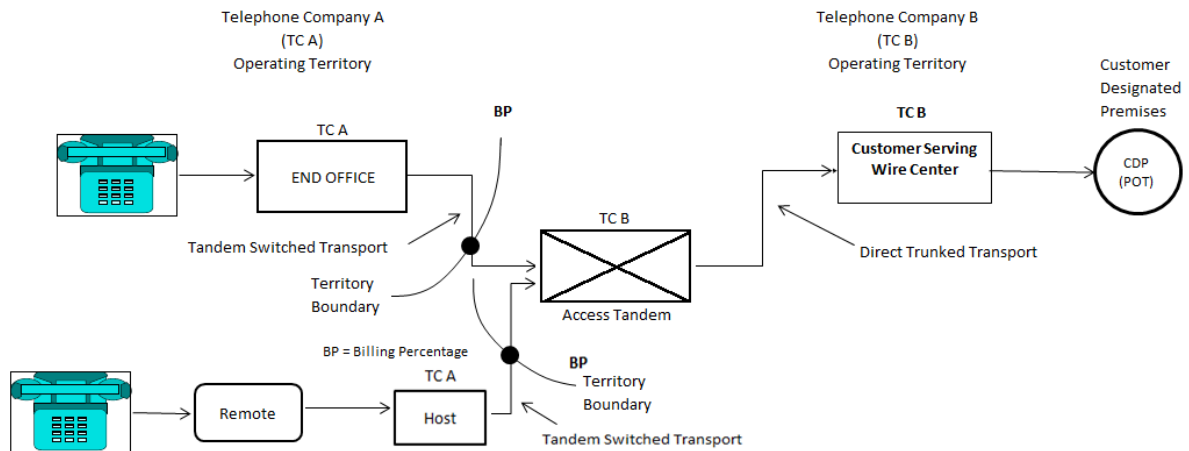 Telephone Company A
(TC A)
Operating Territory
Telephone Company B
(TC B)
Operating Territory
Customer
Designated
Premises
BP
TC A
END OFFICE
TC B
Customer Serving
Wire Center
CDP
(POT)
Tandem Switched Transport
TC B
Direct Trunked Transport
Territory
Boundary
Access Tandem
BP = Billing Percentage
BP
Territory
Boundary
TC A
Remote
Host
Tandem Switched Transport